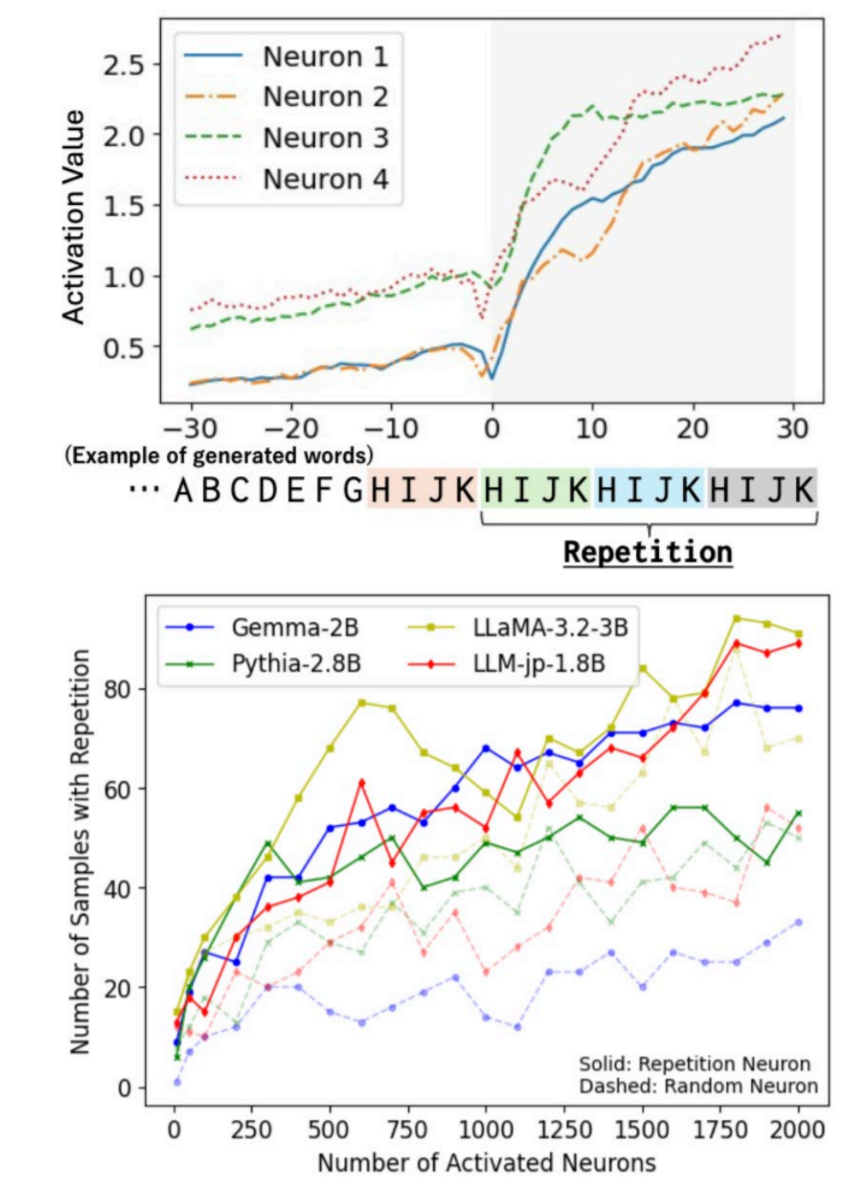 Neuron 1
Neuron 2
Neuron 3
Neuron 4
Activation Value
2.5
2.0
1.5
1.0
0.5
−30 −20 −10 0 10 20 30
(Example of generated words)
··· A B C D E F G H I J K H I J K H I J K H I J K
Repetition
Gemma-2B LLaMA-3.2-3B
Pythia-2.8B LLM-jp-1.8B
Number of Samples with Repetition
80
60
40
20
0
Solid: Repetition Neuron
Dashed: Random Neuron
0 250 500 750 1000 1250 1500 1750 2000
Number of Activated Neurons